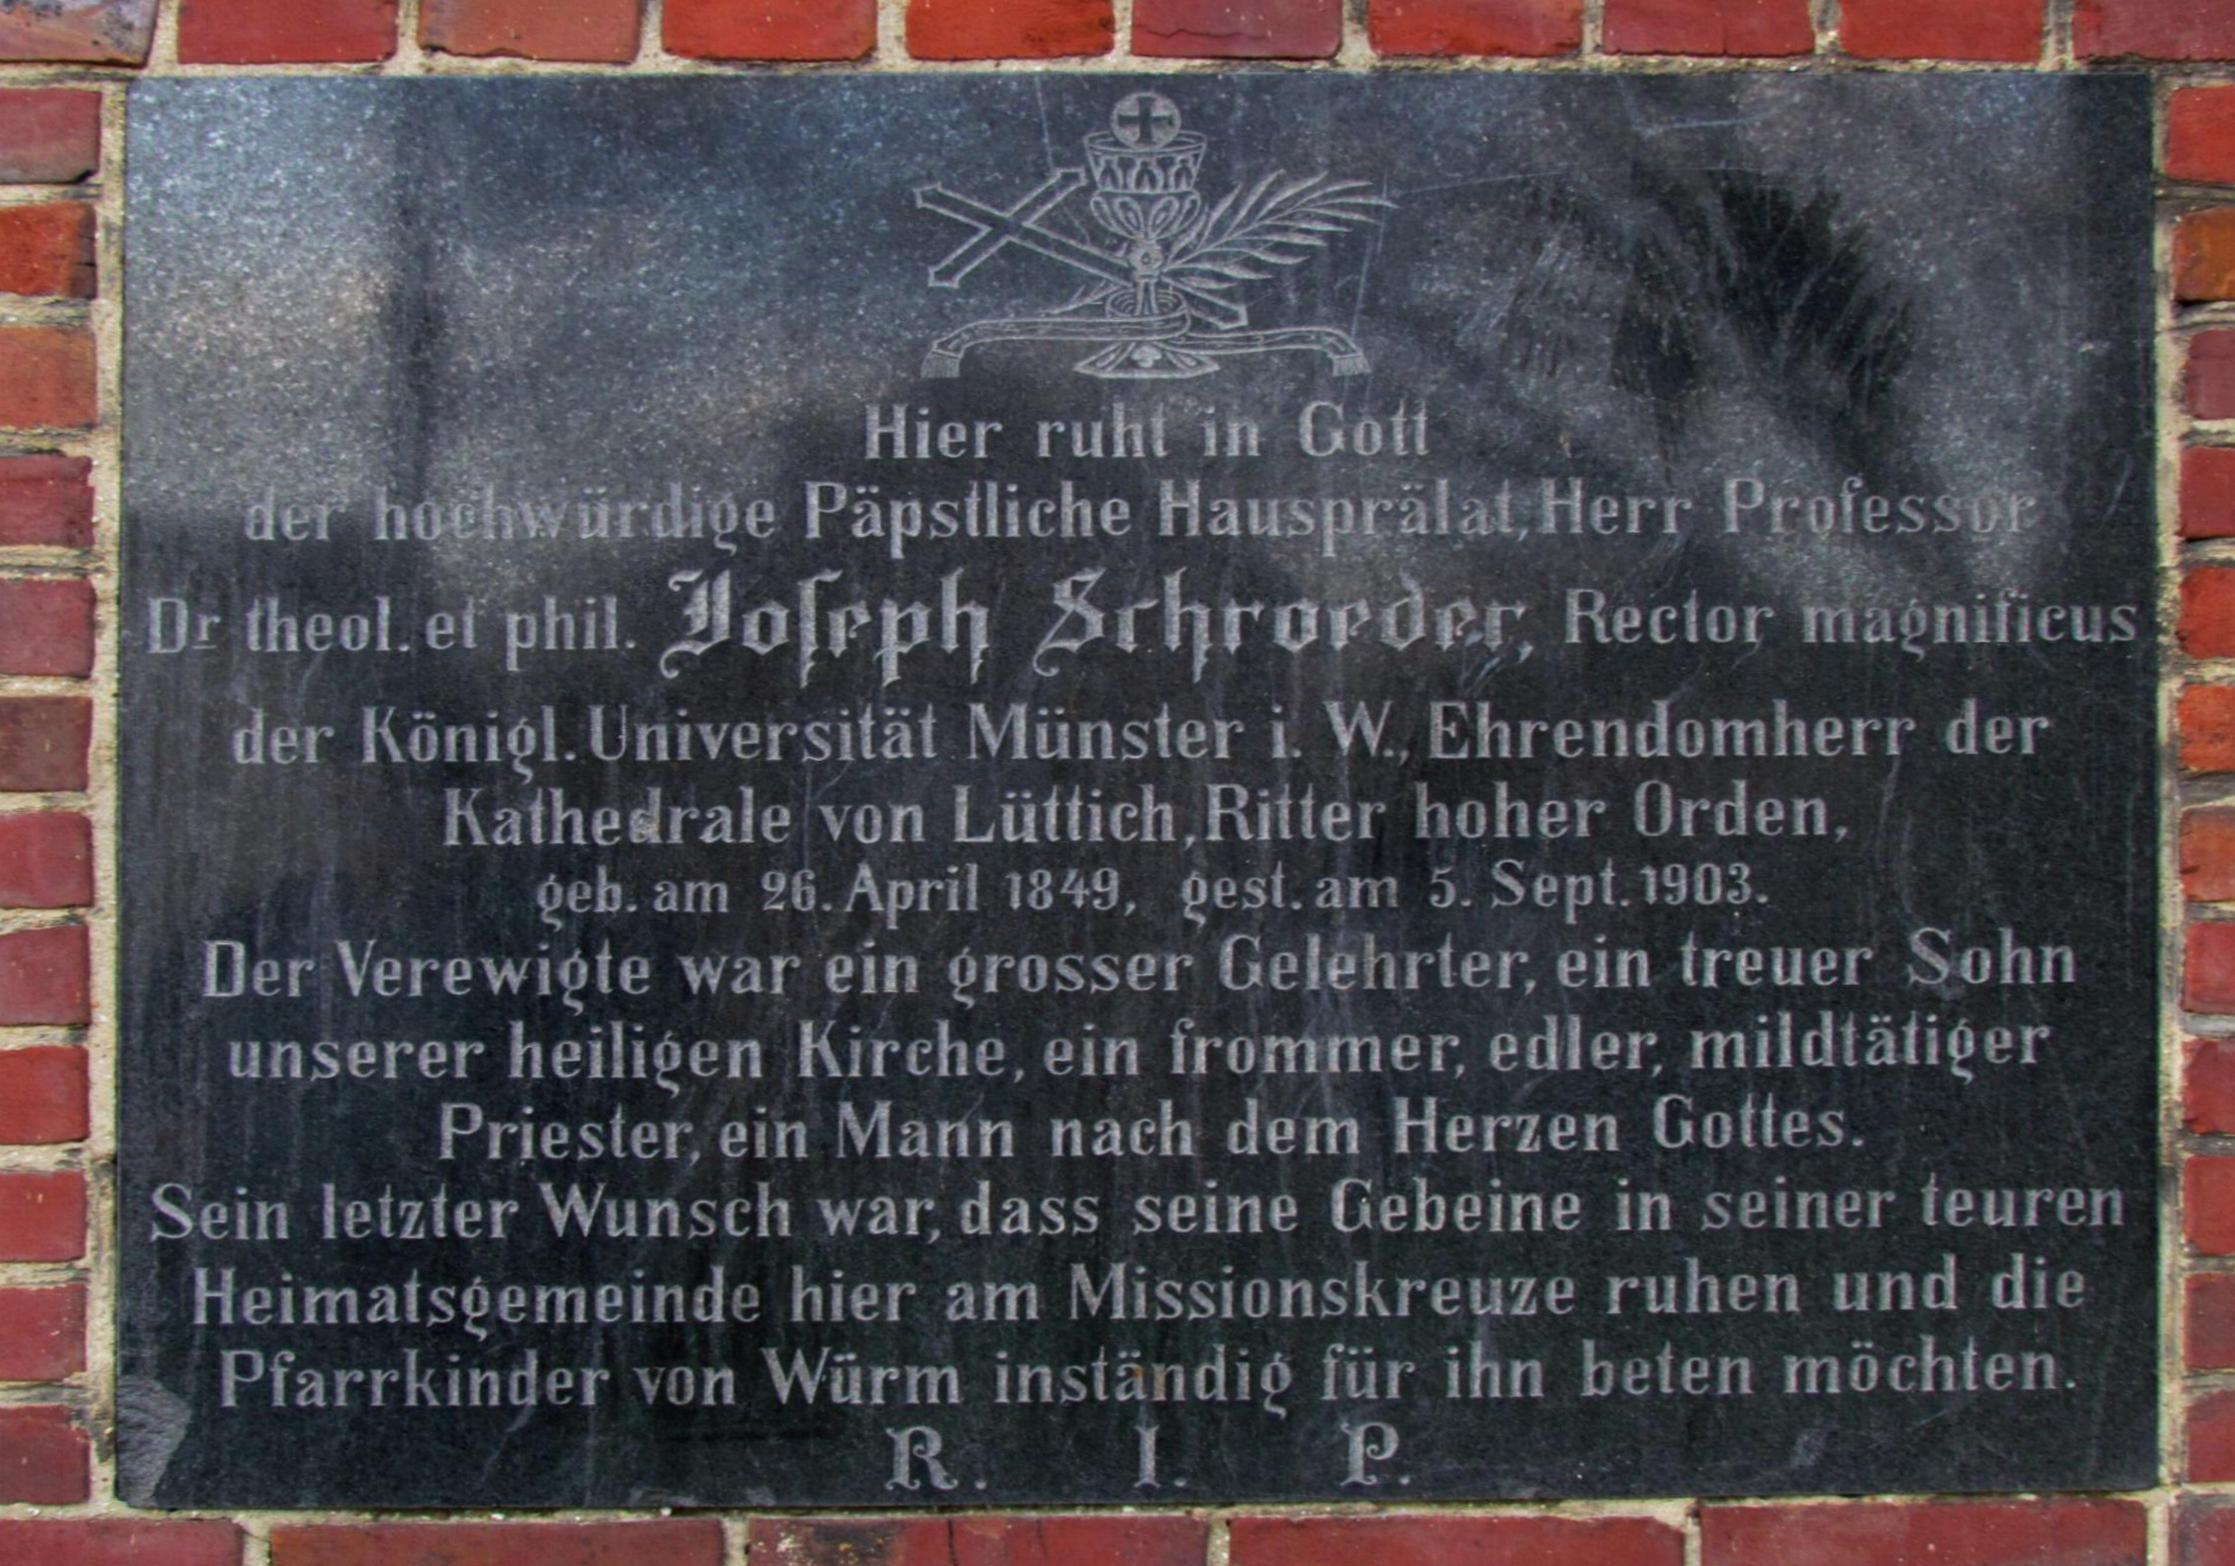 Hier ruht in Gott
der hochwürdige Päpstliche Hausprälat, Herr Professor
Dr theol. et phil. Joseph Schroeder, Rector magnificus
der Königl. Universität Münster i. W., Ehrendomherr der
Kathedrale von Lüttich, Ritter hoher Orden,
geb. am 26. April 1849, gest. am 5. Sept. 1903.
Der Verewigte war ein grosser Gelehrter, ein treuer Sohn
unserer heiligen Kirche, ein frommer, edler, mildtätiger
Priester, ein Mann nach dem Herzen Gottes.
Sein letzter Wunsch war, dass seine Gebeine in seiner teuren
Heimatsgemeinde hier am Missionskreuze ruhen und die
Pfarrkinder von Würm inständig für ihn beten möchten.
R. I. P.